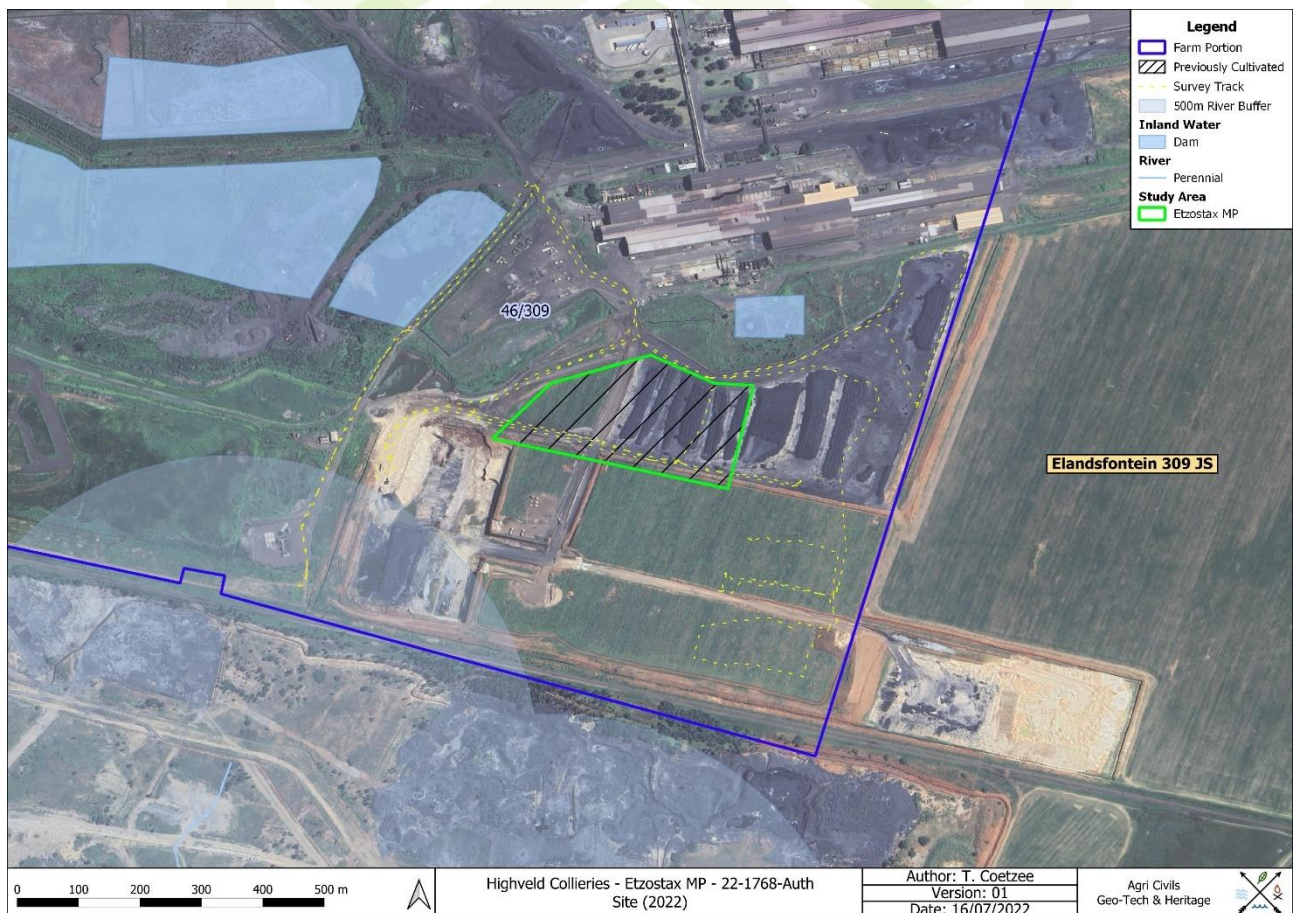 Legend
Farm Portion
Previously Cultivated
Survey Track
500m River Buffer
Inland Water
Dam
River
Perennial
Study Area
Etzostax MP
46/309
Elandsfontein 309 JS
0 100 200 300 400 500 m
Highveld Collieries - Etzostax MP - 22-1768-Auth
Site (2022)
Author: T. Coetzee
Version: 01
Date: 16/07/2022
Agri Civils
Geo-Tech & Heritage